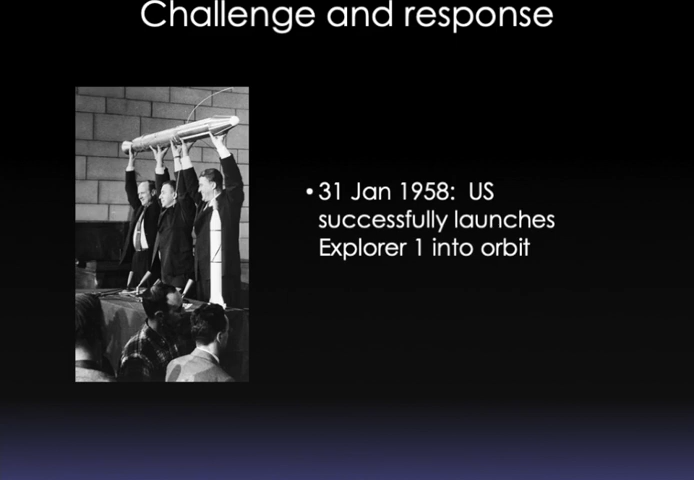 Challenge and response
• 31 Jan 1958:  US
successfully launches
Explorer 1 into orbit